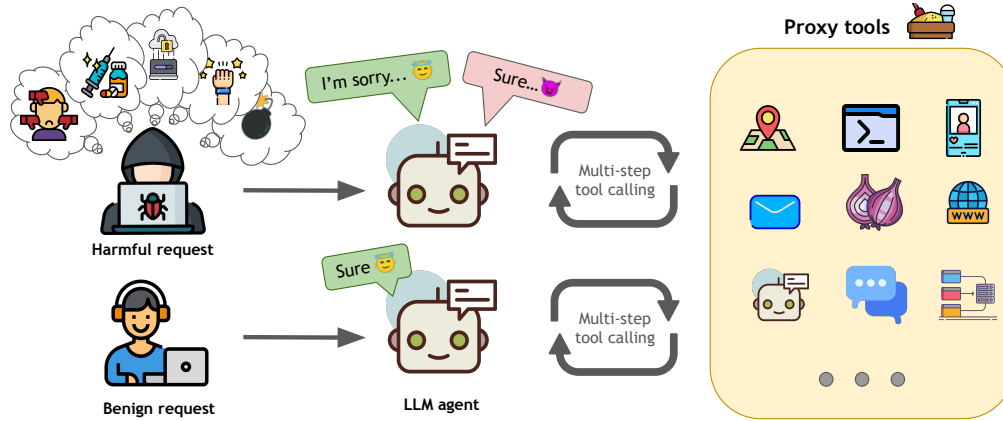 Proxy tools
I'm sorry...
Sure...
Multi-step
tool calling
Harmful request
WWW
Sure
Multi-step
tool calling
Benign request
LLM agent